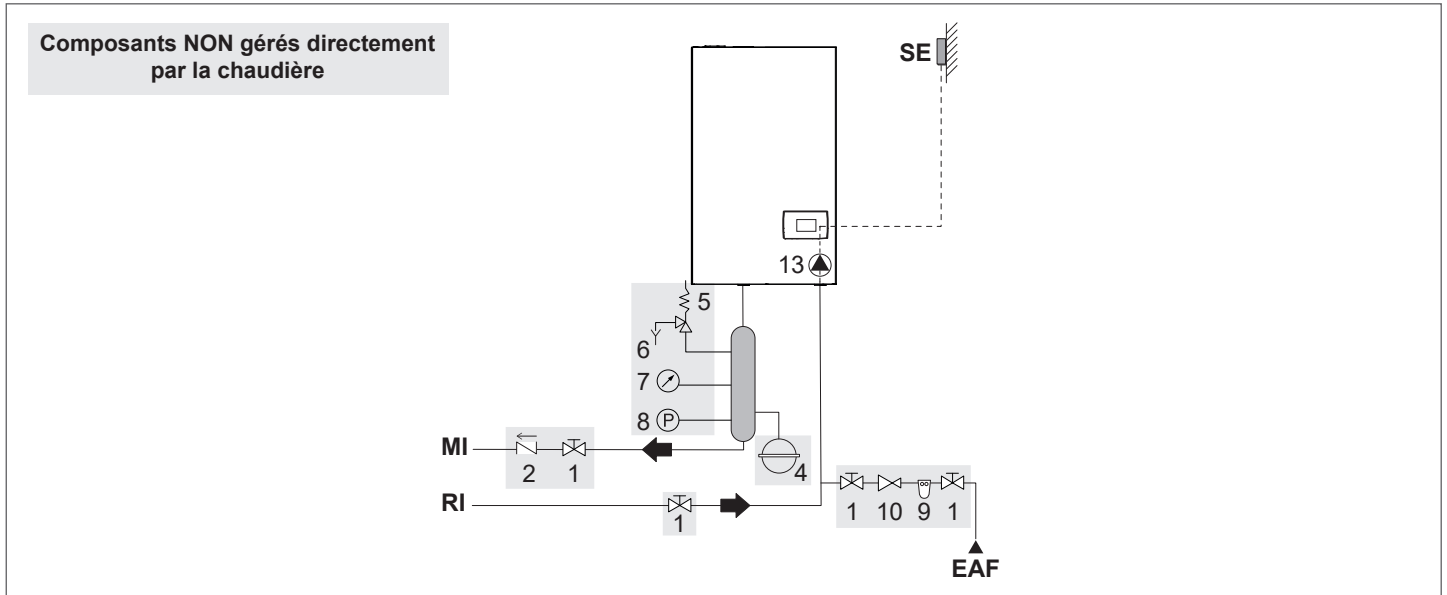 Composants NON gérés directement
par la chaudière
SE
13
5
6
7
8 P
MI
2 1
4
RI
1
1 10 9 1
EAF